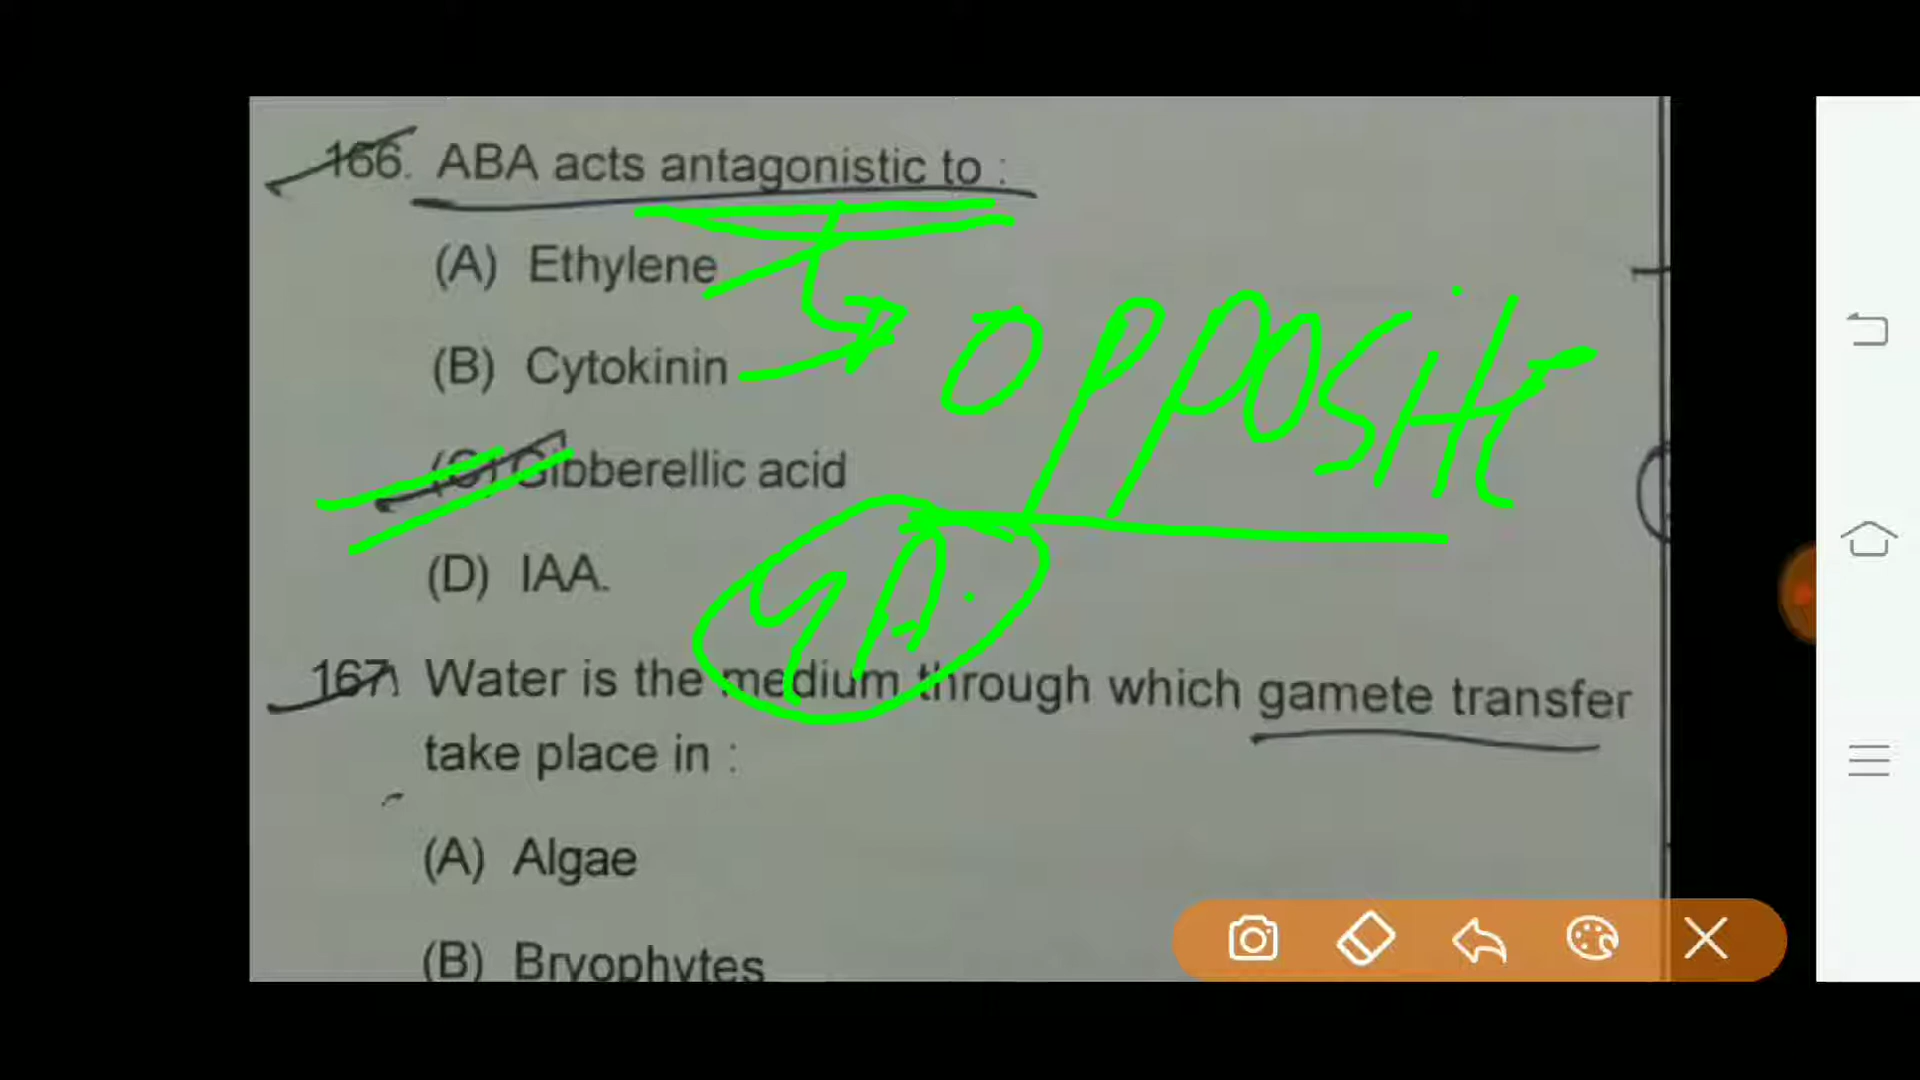 166. ABA acts antagonistic to :
(A) Ethylene
(B) Cytokinin
OPPOSITE
(C) Gibberellic acid
GA.
(D) IAA.
167. Water is the medium through which gamete transfer
take place in :
(A) Algae
(B) Bryophytes